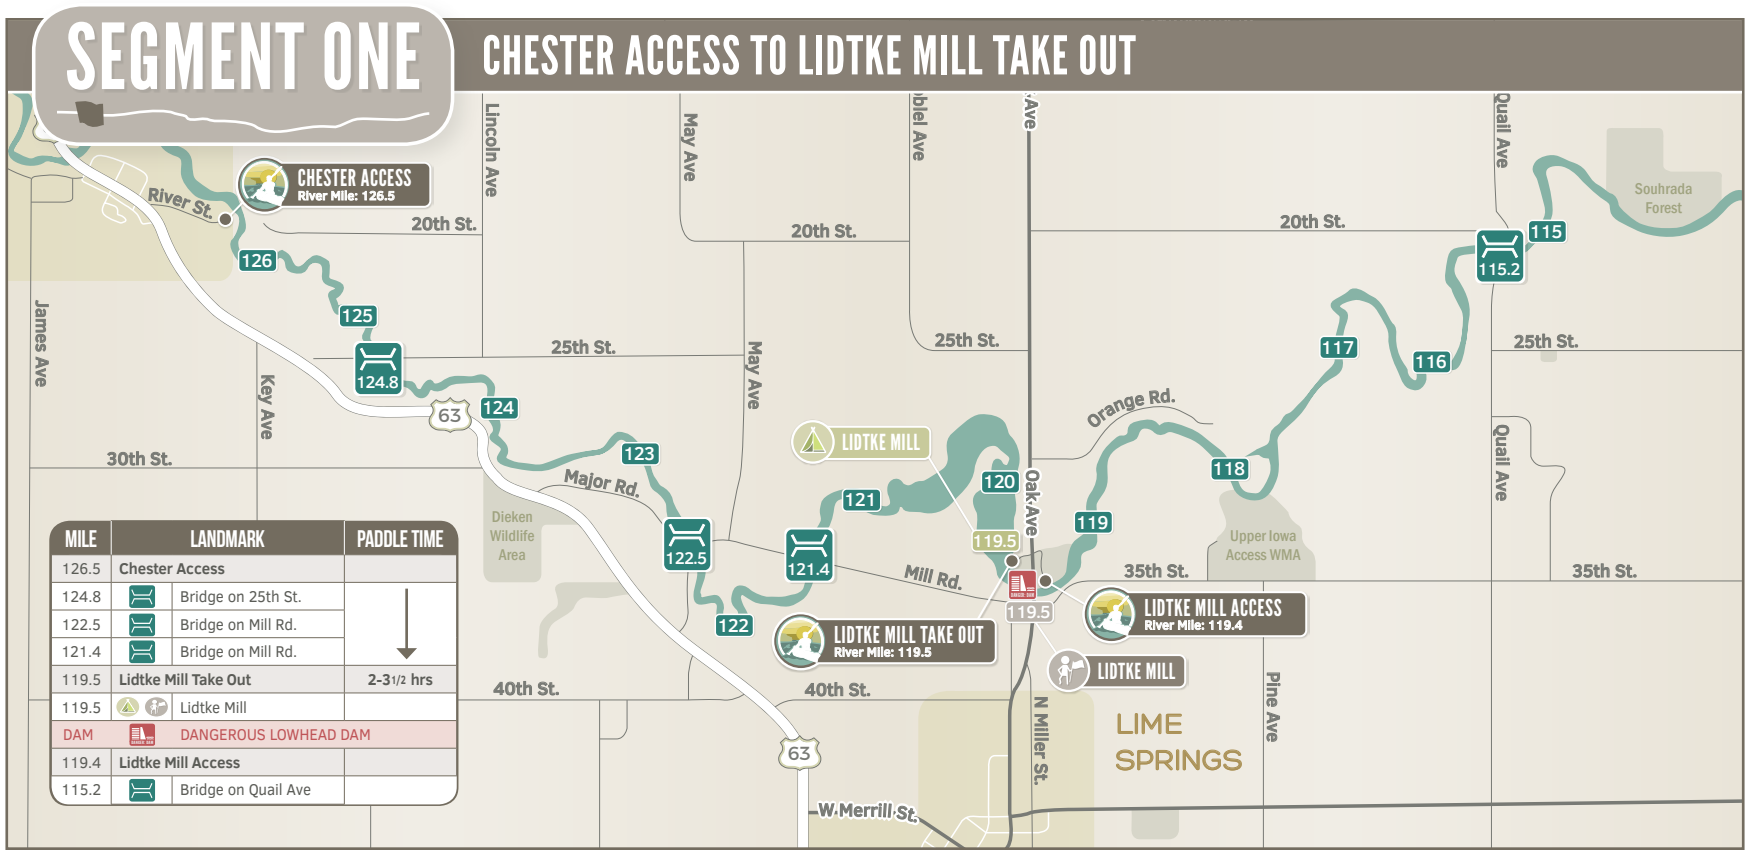 SEGMENT ONE
CHESTER ACCESS TO LIDTKE MILL TAKE OUT
Lincoln Ave
May Ave
Ave
Quail Ave
CHESTER ACCESS
River Mile: 126.5
River St.
20th St.
20th St.
20th St.
Souhrada
Forest
115
115.2
126
125
James Ave
124.8
25th St.
25th St.
25th St.
117
116
Key Ave
May Ave
63
124
Orange Rd.
LIDTKE MILL
123
30th St.
Major Rd.
118
Quail Ave
120
Oak Ave
121
119
Dieken
Wildlife
Area
122.5
121.4
119.5
Upper Iowa
Access WMA
Mill Rd.
35th St.
35th St.
119.5
LIDTKE MILL ACCESS
River Mile: 119.4
122
LIDTKE MILL TAKE OUT
River Mile: 119.5
LIDTKE MILL
40th St.
40th St.
N Miller St.
Pine Ave
LIME
SPRINGS
63
W Merrill St.
MILE LANDMARK PADDLE TIME
126.5 Chester Access
124.8 Bridge on 25th St.
122.5 Bridge on Mill Rd.
121.4 Bridge on Mill Rd.
119.5 Lidtke Mill Take Out 2-3 1/2 hrs
119.5 Lidtke Mill
DAM DANGEROUS LOWHEAD DAM
119.4 Lidtke Mill Access
115.2 Bridge on Quail Ave